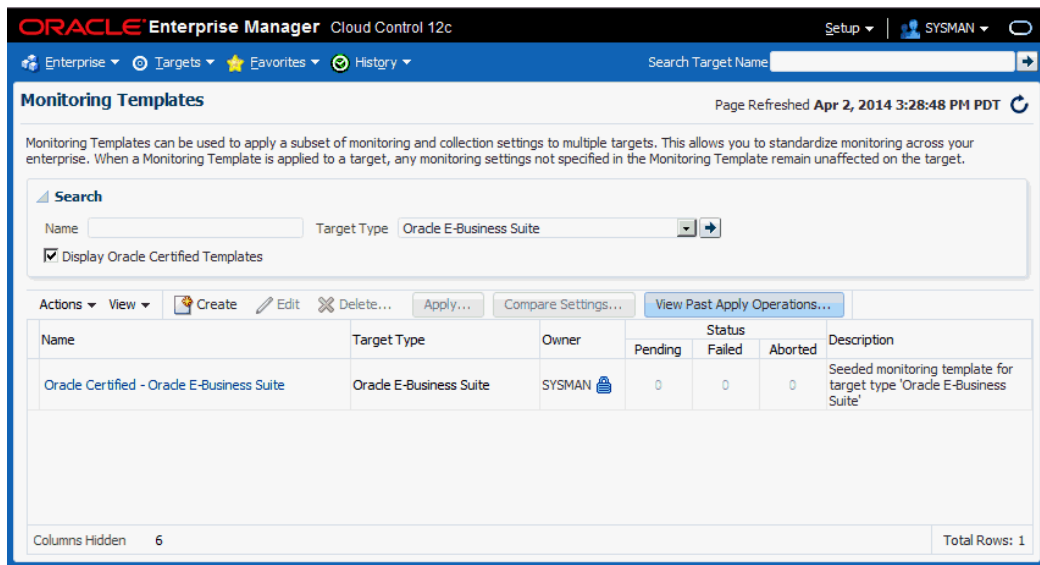 ORACLE Enterprise Manager Cloud Control 12c
Setup
SYSMAN
Enterprise
Targets
Favorites
History
Search Target Name
Monitoring Templates
Page Refreshed Apr 2, 2014 3:28:48 PM PDT
Monitoring Templates can be used to apply a subset of monitoring and collection settings to multiple targets. This allows you to standardize monitoring across your
enterprise. When a Monitoring Template is applied to a target, any monitoring settings not specified in the Monitoring Template remain unaffected on the target.
Search
Name
Target Type Oracle E-Business Suite
Display Oracle Certified Templates
Actions View Create Edit Delete... Apply... Compare Settings... View Past Apply Operations...
Name Target Type Owner Status Description
Pending Failed Aborted
Oracle Certified - Oracle E-Business Suite Oracle E-Business Suite SYSMAN 0 0 0
Seeded monitoring template for
target type 'Oracle E-Business
Suite'
Columns Hidden 6
Total Rows: 1